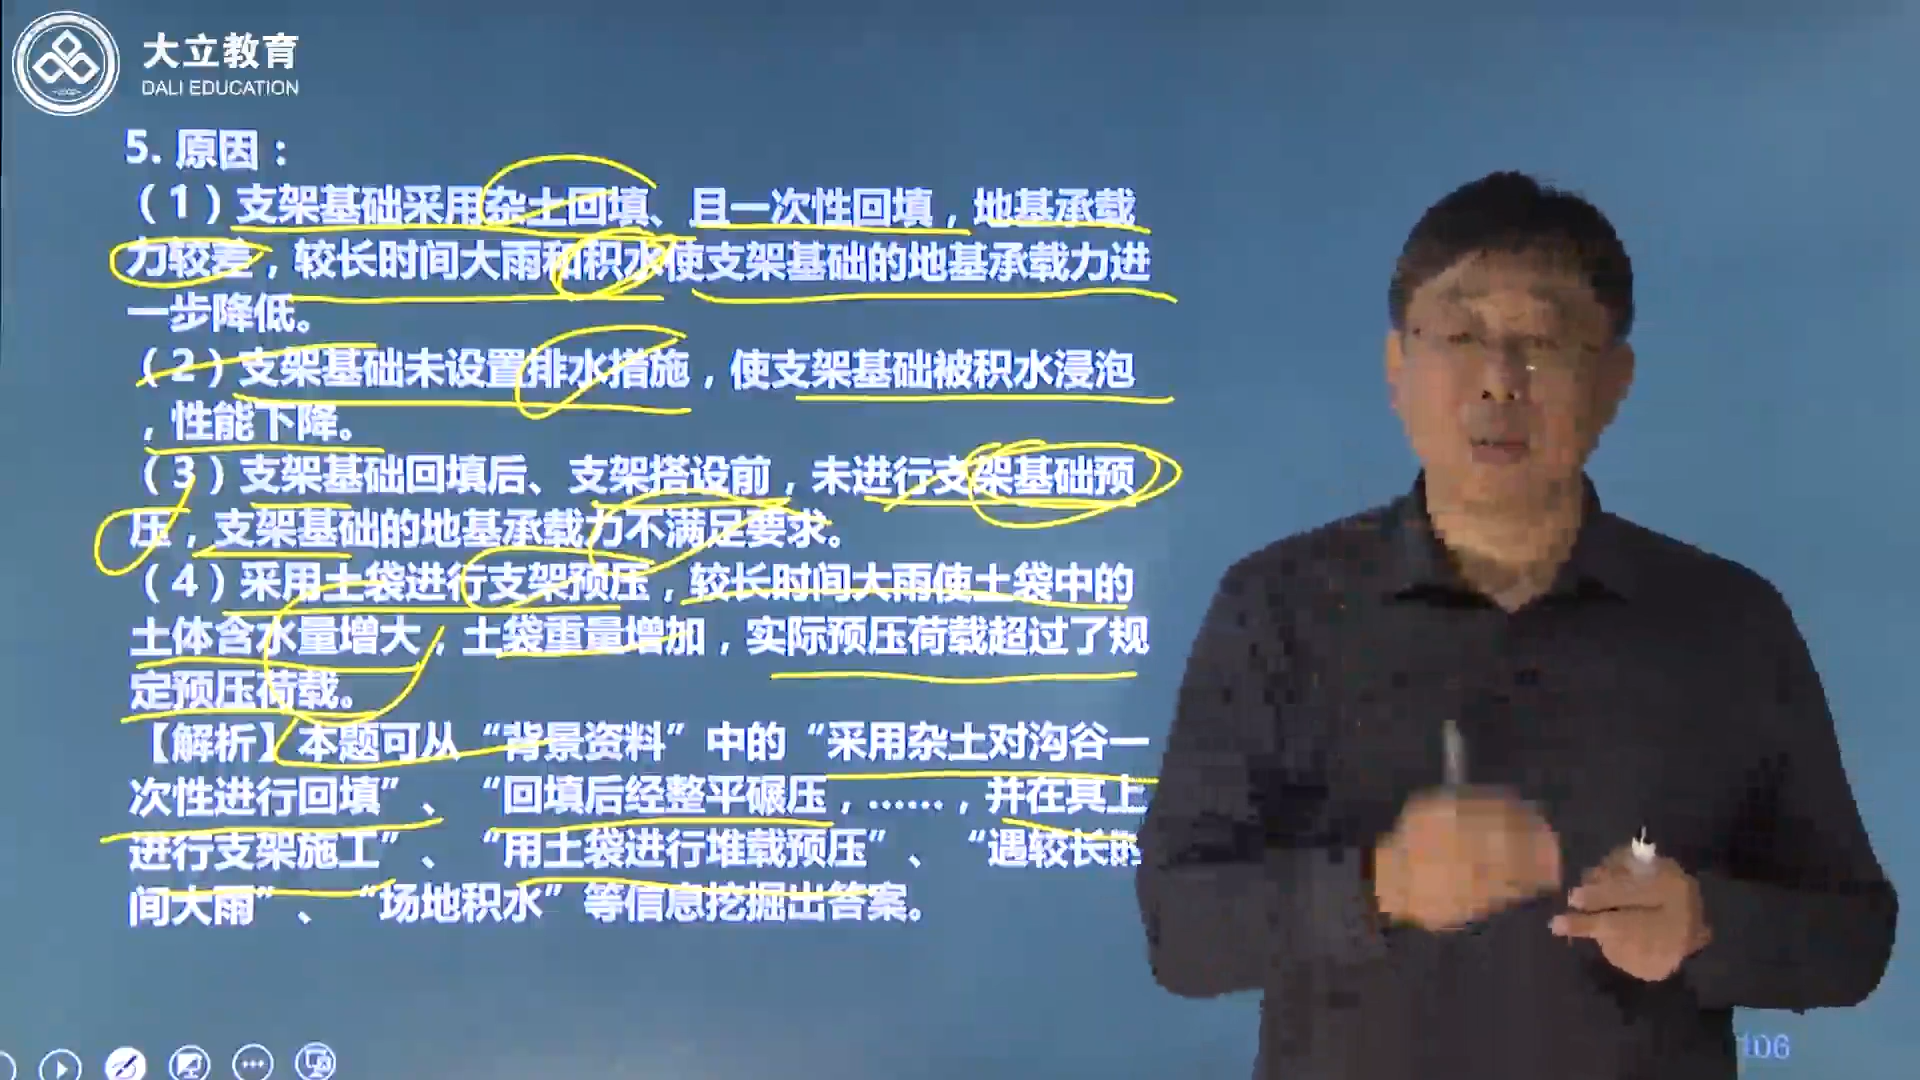 大立教育
DALI EDUCATION
5. 原因：
（1）支架基础采用杂土回填、且一次性回填，地基承载
力较差，较长时间大雨和积水使支架基础的地基承载力进
一步降低。
（2）支架基础未设置排水措施，使支架基础被积水浸泡
，性能下降。
（3）支架基础回填后、支架搭设前，未进行支架基础预
压，支架基础的地基承载力不满足要求。
（4）采用土袋进行支架预压，较长时间大雨使土袋中的
土体含水量增大，土袋重量增加，实际预压荷载超过了规
定预压荷载。
【解析】本题可从“背景资料”中的“采用杂土对沟谷一
次性进行回填”、“回填后经整平碾压，……，并在其上
进行支架施工”、“用土袋进行堆载预压”、“遇较长时
间大雨”、“场地积水”等信息挖掘出答案。
106